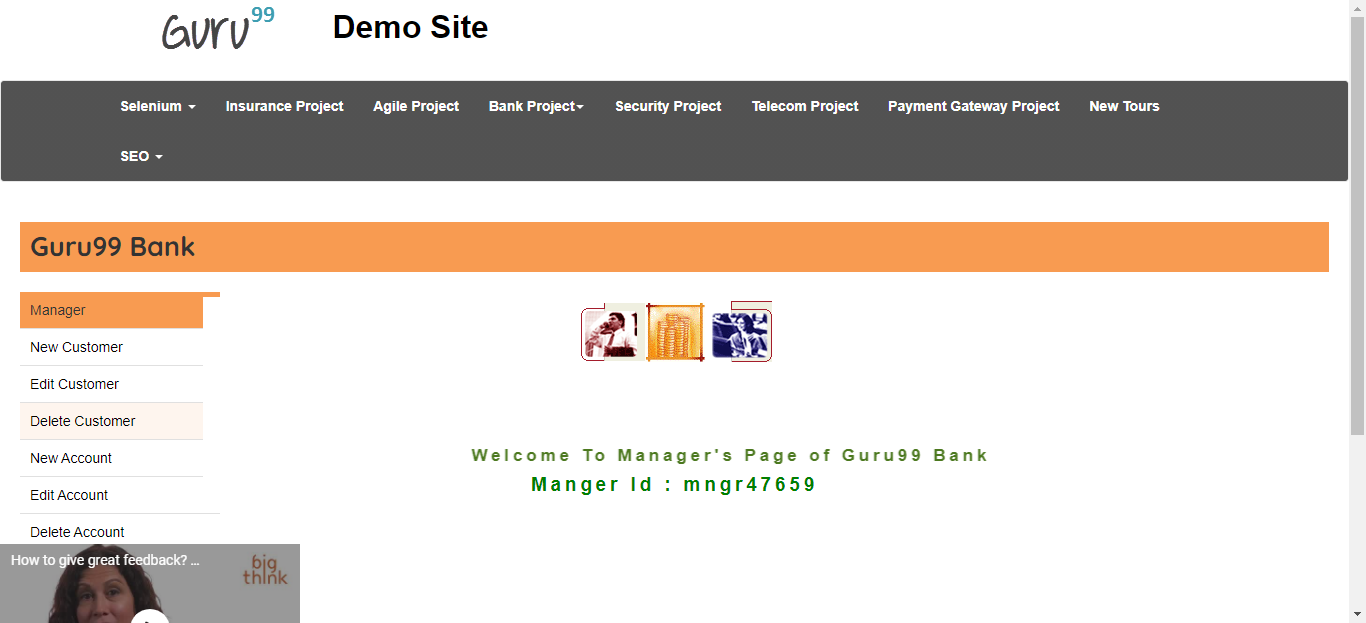 Guru99
Demo Site
Selenium Insurance Project Agile Project Bank Project Security Project Telecom Project Payment Gateway Project New Tours
SEO
Guru99 Bank
Manager
New Customer
Edit Customer
Delete Customer
New Account
Edit Account
Delete Account
Welcome To Manager's Page of Guru99 Bank
Manger Id : mngr47659
How to give great feedback? ...
big
think